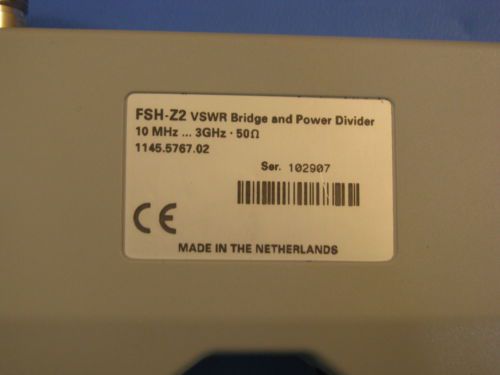 FSH-Z2 VSWR Bridge and Power Divider
10 MHz ... 3GHz · 50Ω
1145.5767.02
Ser. 102907
CE
MADE IN THE NETHERLANDS